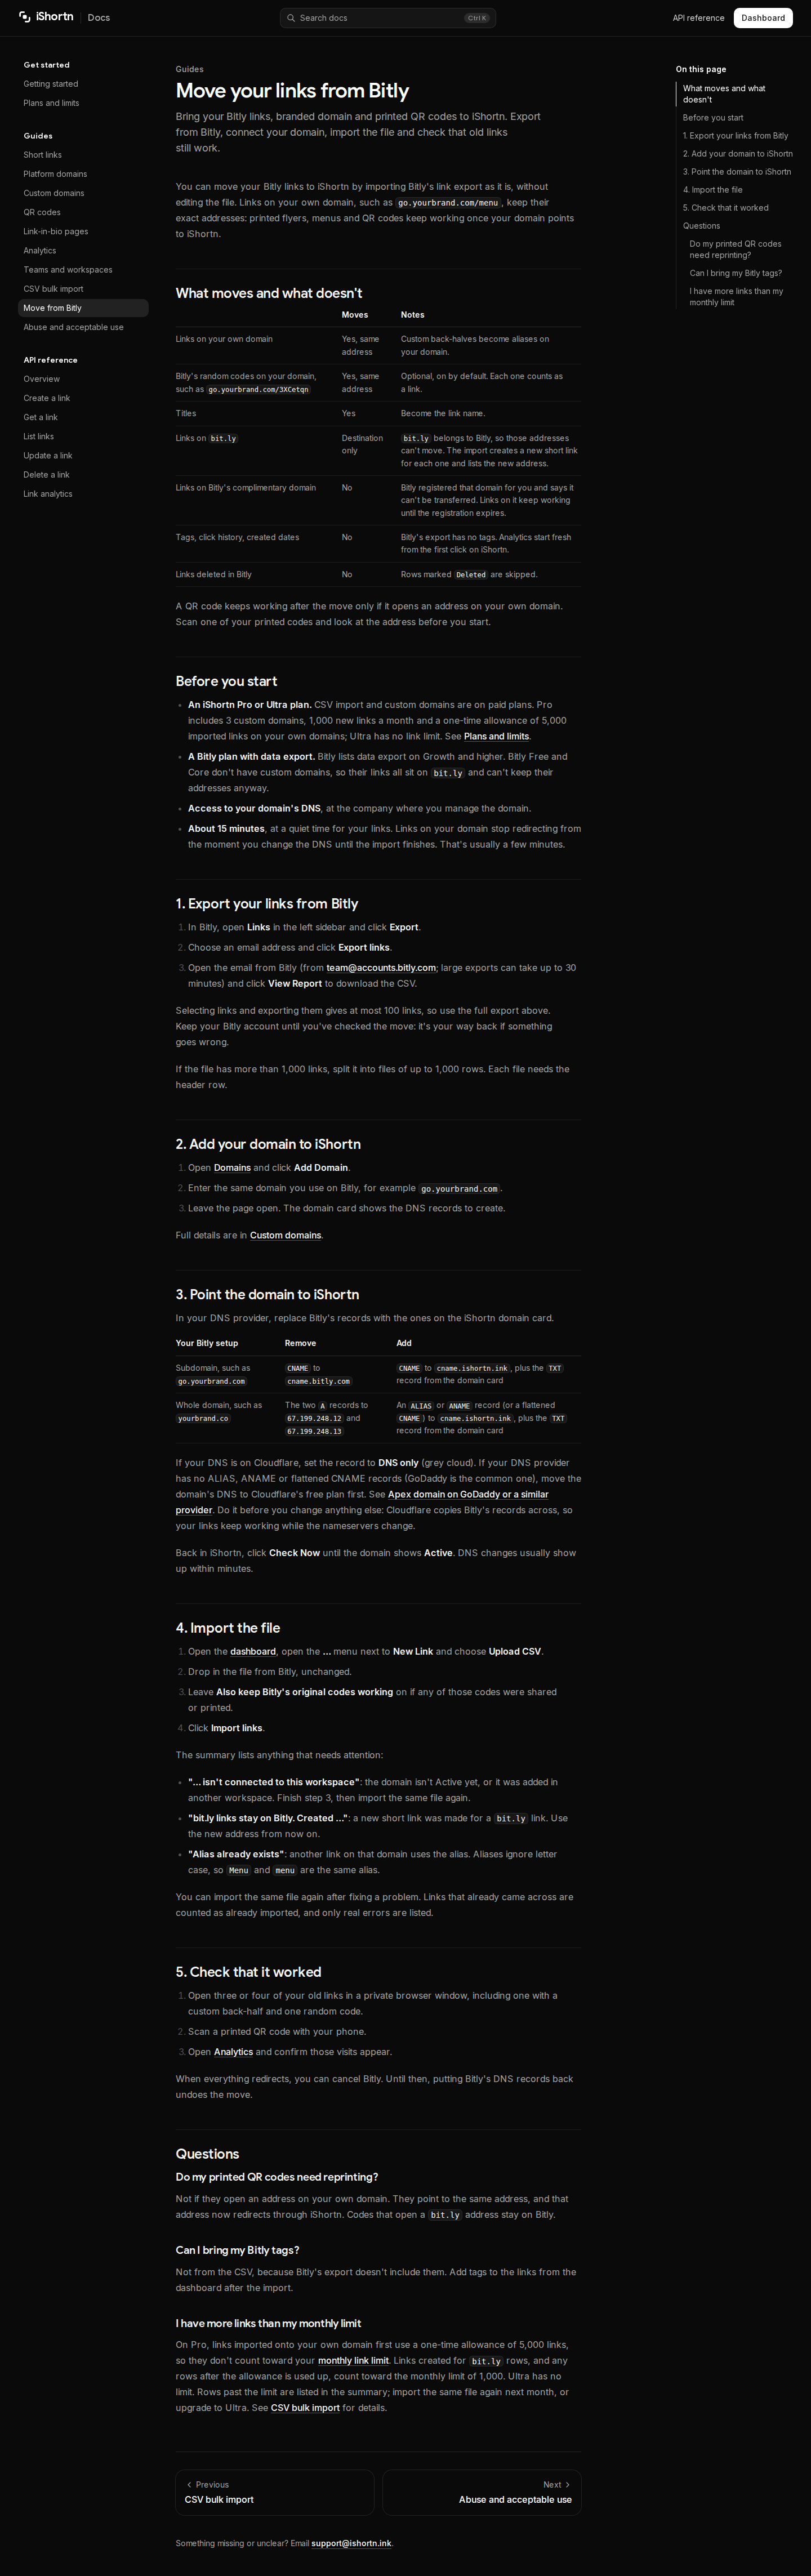 iShortn
Docs
Search docs
Ctrl K
API reference
Dashboard
Get started
Getting started
Plans and limits
Guides
Short links
Platform domains
Custom domains
QR codes
Link-in-bio pages
Analytics
Teams and workspaces
CSV bulk import
Move from Bitly
Abuse and acceptable use
API reference
Overview
Create a link
Get a link
List links
Update a link
Delete a link
Link analytics
Guides
Move your links from Bitly
Bring your Bitly links, branded domain and printed QR codes to iShortn. Export
from Bitly, connect your domain, import the file and check that old links
still work.
You can move your Bitly links to iShortn by importing Bitly's link export as it is, without
editing the file. Links on your own domain, such as go.yourbrand.com/menu, keep their
exact addresses: printed flyers, menus and QR codes keep working once your domain points
to iShortn.
What moves and what doesn't
Moves Notes
Links on your own domain
Yes, same
address
Custom back-halves become aliases on
your domain.
Bitly's random codes on your domain,
such as go.yourbrand.com/3XCetqn
Yes, same
address
Optional, on by default. Each one counts as
a link.
Titles
Yes
Become the link name.
Links on bit.ly
Destination
only
bit.ly belongs to Bitly, so those addresses
can't move. The import creates a new short link
for each one and lists the new address.
Links on Bitly's complimentary domain
No
Bitly registered that domain for you and says it
can't be transferred. Links on it keep working
until the registration expires.
Tags, click history, created dates
No
Bitly's export has no tags. Analytics start fresh
from the first click on iShortn.
Links deleted in Bitly
No
Rows marked Deleted are skipped.
A QR code keeps working after the move only if it opens an address on your own domain.
Scan one of your printed codes and look at the address before you start.
Before you start
• An iShortn Pro or Ultra plan. CSV import and custom domains are on paid plans. Pro
includes 3 custom domains, 1,000 new links a month and a one-time allowance of 5,000
imported links on your own domains; Ultra has no link limit. See Plans and limits.
• A Bitly plan with data export. Bitly lists data export on Growth and higher. Bitly Free and
Core don't have custom domains, so their links all sit on bit.ly and can't keep their
addresses anyway.
• Access to your domain's DNS, at the company where you manage the domain.
• About 15 minutes, at a quiet time for your links. Links on your domain stop redirecting from
the moment you change the DNS until the import finishes. That's usually a few minutes.
1. Export your links from Bitly
1. In Bitly, open Links in the left sidebar and click Export.
2. Choose an email address and click Export links.
3. Open the email from Bitly (from team@accounts.bitly.com; large exports can take up to 30
minutes) and click View Report to download the CSV.
Selecting links and exporting them gives at most 100 links, so use the full export above.
Keep your Bitly account until you've checked the move: it's your way back if something
goes wrong.
If the file has more than 1,000 links, split it into files of up to 1,000 rows. Each file needs the
header row.
2. Add your domain to iShortn
1. Open Domains and click Add Domain.
2. Enter the same domain you use on Bitly, for example go.yourbrand.com.
3. Leave the page open. The domain card shows the DNS records to create.
Full details are in Custom domains.
3. Point the domain to iShortn
In your DNS provider, replace Bitly's records with the ones on the iShortn domain card.
Your Bitly setup Remove Add
Subdomain, such as
go.yourbrand.com
CNAME to
cname.bitly.com
CNAME to cname.ishortn.ink, plus the TXT
record from the domain card
Whole domain, such as
yourbrand.co
The two A records to
67.199.248.12 and
67.199.248.13
An ALIAS or ANAME record (or a flattened
CNAME) to cname.ishortn.ink, plus the TXT
record from the domain card
If your DNS is on Cloudflare, set the record to DNS only (grey cloud). If your DNS provider
has no ALIAS, ANAME or flattened CNAME records (GoDaddy is the common one), move the
domain's DNS to Cloudflare's free plan first. See Apex domain on GoDaddy or a similar
provider. Do it before you change anything else: Cloudflare copies Bitly's records across, so
your links keep working while the nameservers change.
Back in iShortn, click Check Now until the domain shows Active. DNS changes usually show
up within minutes.
4. Import the file
1. Open the dashboard, open the ... menu next to New Link and choose Upload CSV.
2. Drop in the file from Bitly, unchanged.
3. Leave Also keep Bitly's original codes working on if any of those codes were shared
or printed.
4. Click Import links.
The summary lists anything that needs attention:
• "... isn't connected to this workspace": the domain isn't Active yet, or it was added in
another workspace. Finish step 3, then import the same file again.
• "bit.ly links stay on Bitly. Created ...": a new short link was made for a bit.ly link. Use
the new address from now on.
• "Alias already exists": another link on that domain uses the alias. Aliases ignore letter
case, so Menu and menu are the same alias.
You can import the same file again after fixing a problem. Links that already came across are
counted as already imported, and only real errors are listed.
5. Check that it worked
1. Open three or four of your old links in a private browser window, including one with a
custom back-half and one random code.
2. Scan a printed QR code with your phone.
3. Open Analytics and confirm those visits appear.
When everything redirects, you can cancel Bitly. Until then, putting Bitly's DNS records back
undoes the move.
Questions
Do my printed QR codes need reprinting?
Not if they open an address on your own domain. They point to the same address, and that
address now redirects through iShortn. Codes that open a bit.ly address stay on Bitly.
Can I bring my Bitly tags?
Not from the CSV, because Bitly's export doesn't include them. Add tags to the links from the
dashboard after the import.
I have more links than my monthly limit
On Pro, links imported onto your own domain first use a one-time allowance of 5,000 links,
so they don't count toward your monthly link limit. Links created for bit.ly rows, and any
rows after the allowance is used up, count toward the monthly limit of 1,000. Ultra has no
limit. Rows past the limit are listed in the summary; import the same file again next month, or
upgrade to Ultra. See CSV bulk import for details.
Previous
CSV bulk import
Next
Abuse and acceptable use
Something missing or unclear? Email support@ishortn.ink.
On this page
What moves and what
doesn't
Before you start
1. Export your links from Bitly
2. Add your domain to iShortn
3. Point the domain to iShortn
4. Import the file
5. Check that it worked
Questions
Do my printed QR codes
need reprinting?
Can I bring my Bitly tags?
I have more links than my
monthly limit